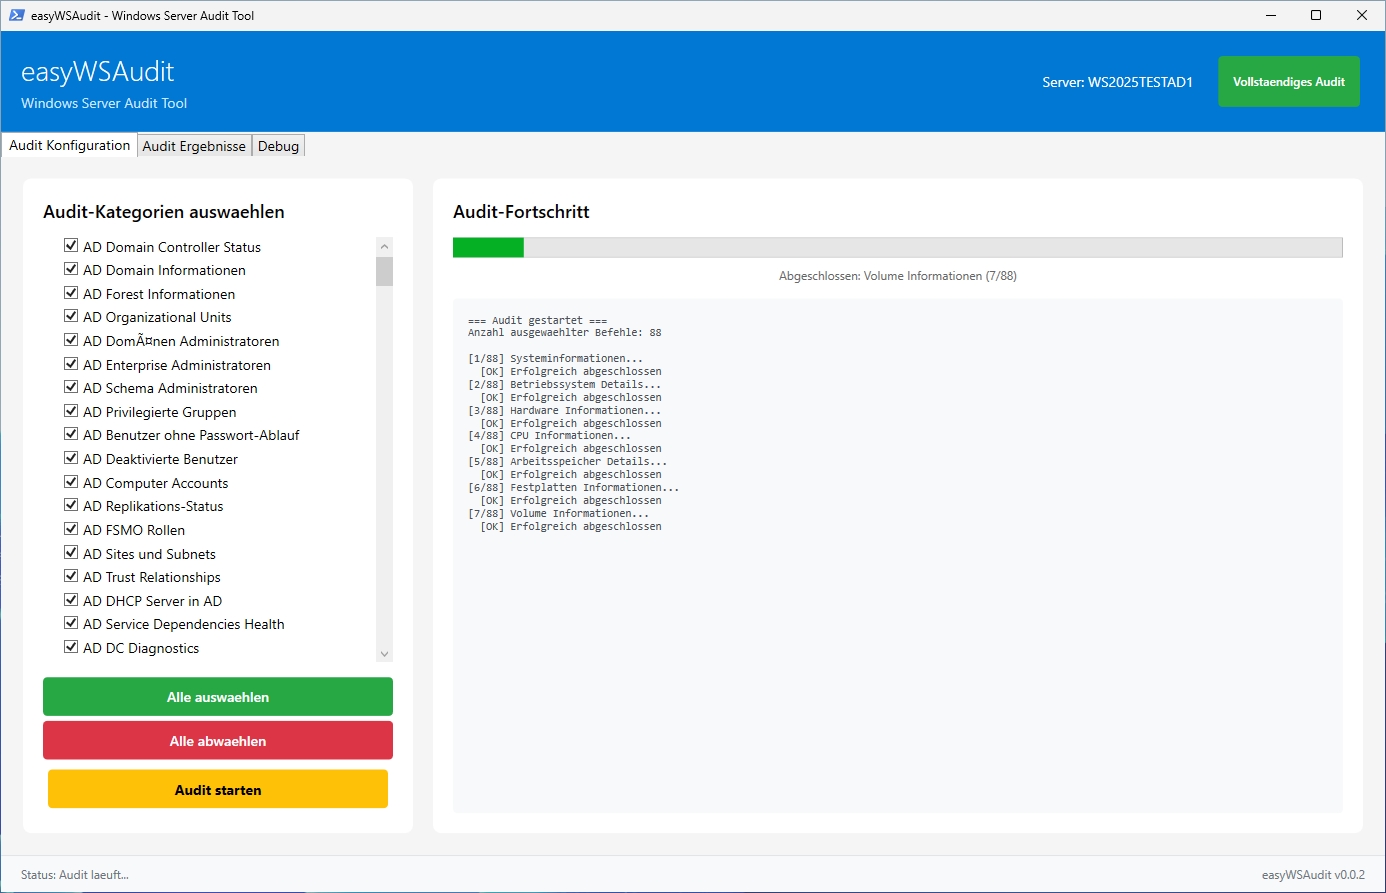 easyWSAudit - Windows Server Audit Tool
easyWSAudit
Windows Server Audit Tool
Server: WS2025TESTAD1
Vollstaendiges Audit
Audit Konfiguration
Audit Ergebnisse
Debug
Audit-Kategorien auswaehlen
AD Domain Controller Status
AD Domain Informationen
AD Forest Informationen
AD Organizational Units
AD DomÃ¤nen Administratoren
AD Enterprise Administratoren
AD Schema Administratoren
AD Privilegierte Gruppen
AD Benutzer ohne Passwort-Ablauf
AD Deaktivierte Benutzer
AD Computer Accounts
AD Replikations-Status
AD FSMO Rollen
AD Sites und Subnets
AD Trust Relationships
AD DHCP Server in AD
AD Service Dependencies Health
AD DC Diagnostics
Alle auswaehlen
Alle abwaehlen
Audit starten
Audit-Fortschritt
Abgeschlossen: Volume Informationen (7/88)
=== Audit gestartet ===
Anzahl ausgewaehlter Befehle: 88
[1/88] Systeminformationen...
[OK] Erfolgreich abgeschlossen
[2/88] Betriebssystem Details...
[OK] Erfolgreich abgeschlossen
[3/88] Hardware Informationen...
[OK] Erfolgreich abgeschlossen
[4/88] CPU Informationen...
[OK] Erfolgreich abgeschlossen
[5/88] Arbeitsspeicher Details...
[OK] Erfolgreich abgeschlossen
[6/88] Festplatten Informationen...
[OK] Erfolgreich abgeschlossen
[7/88] Volume Informationen...
[OK] Erfolgreich abgeschlossen
Status: Audit laeuft...
easyWSAudit v0.0.2